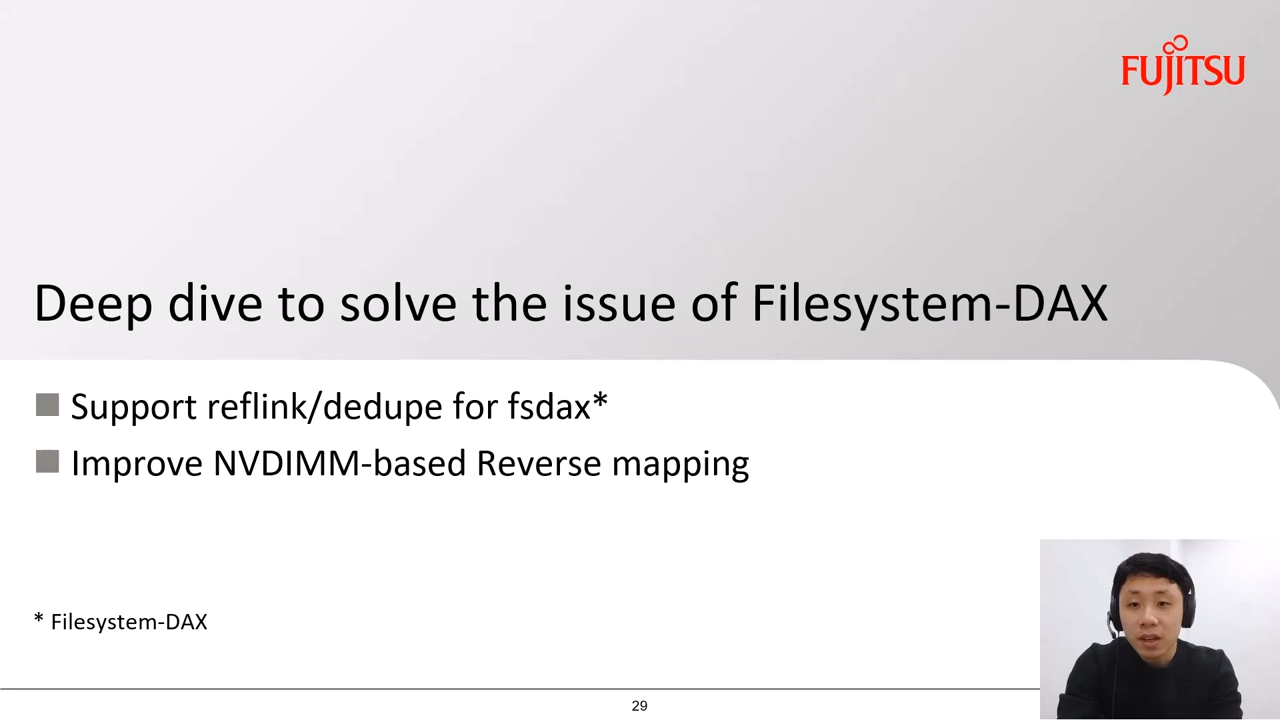 FUJITSU
Deep dive to solve the issue of Filesystem-DAX
Support reflink/dedupe for fsdax*
Improve NVDIMM-based Reverse mapping
* Filesystem-DAX
29